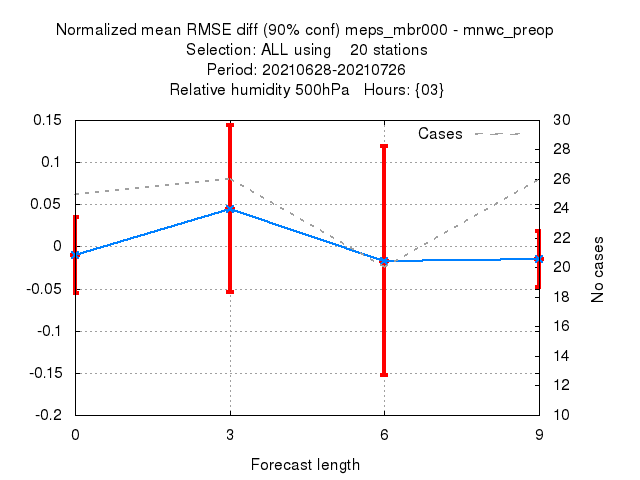 Normalized mean RMSE diff (90% conf) meps_mbr000 - mnwc_preop
Selection: ALL using    20 stations
Period: 20210628-20210726
Relative humidity 500hPa   Hours: {03}
Cases
0.15
0.1
0.05
0
-0.05
-0.1
-0.15
-0.2
30
28
26
24
22
20
18
16
14
12
10
No cases
0 3 6 9
Forecast length